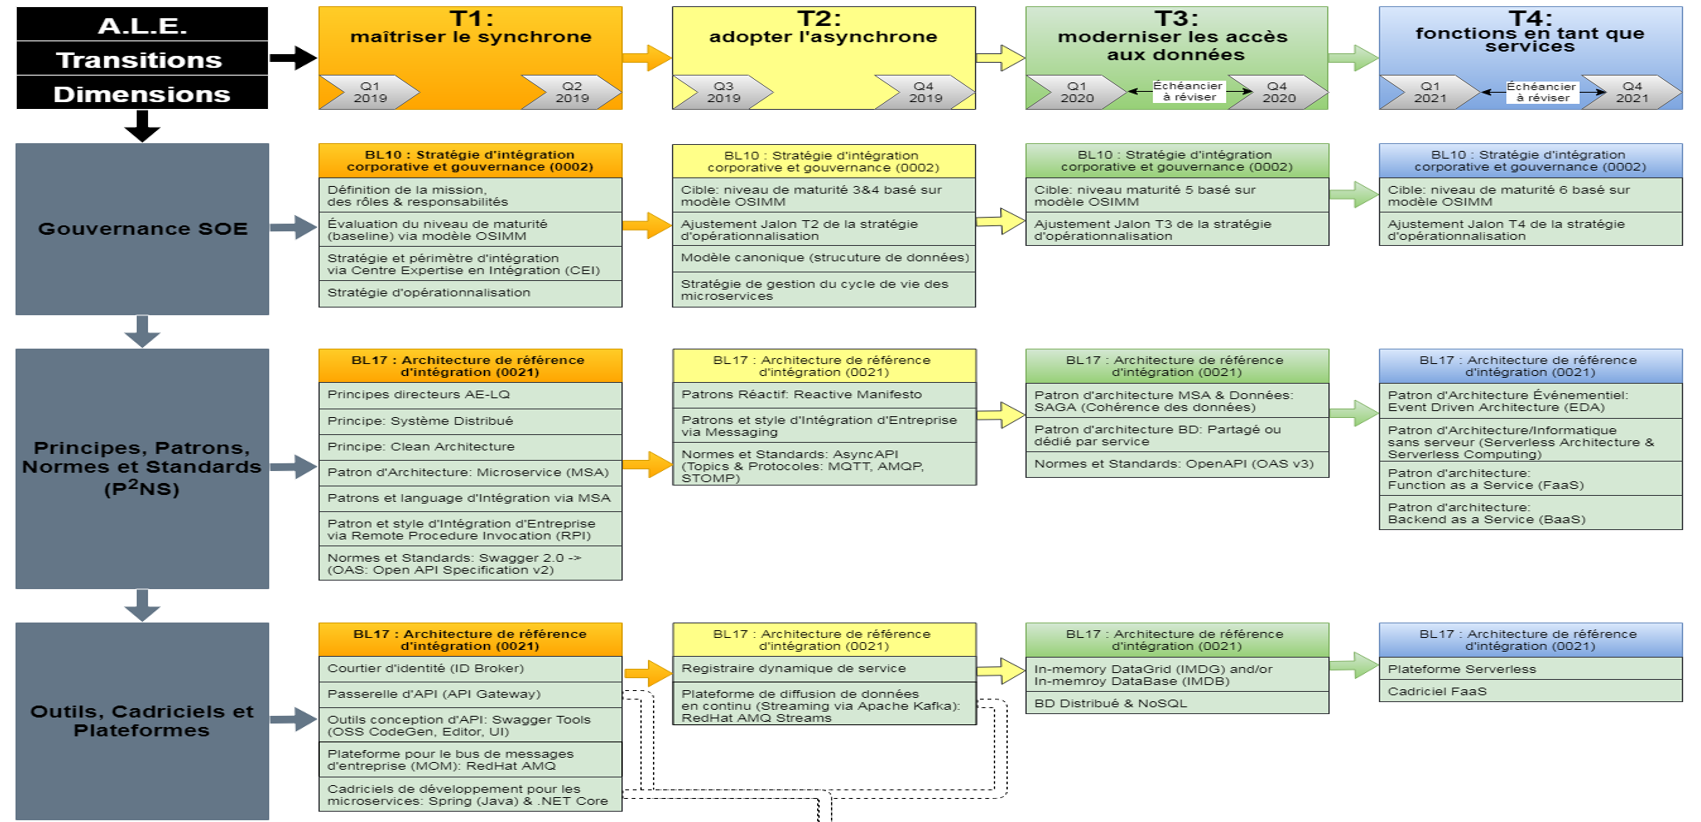 A.L.E.
Transitions
Dimensions
T1:
maîtriser le synchrone
Q1
2019
Q2
2019
T2:
adopter l'asynchrone
Q3
2019
Q4
2019
T3:
moderniser les accès
aux données
Q1
2020
Échéancier
à réviser
Q4
2020
T4:
fonctions en tant que
services
Q1
2021
Échéancier
à réviser
Q4
2021
Gouvernance SOE
BL10 : Stratégie d'intégration
corporative et gouvernance (0002)
Définition de la mission,
des rôles & responsabilités
Évaluation du niveau de maturité
(baseline) via modèle OSIMM
Stratégie et périmètre d'intégration
via Centre Expertise en Intégration (CEI)
Stratégie d'opérationnalisation
BL10 : Stratégie d'intégration
corporative et gouvernance (0002)
Cible: niveau de maturité 3&4 basé sur
modèle OSIMM
Ajustement Jalon T2 de la stratégie
d'opérationnalisation
Modèle canonique (strucuture de données)
Stratégie de gestion du cycle de vie des
microservices
BL10 : Stratégie d'intégration
corporative et gouvernance (0002)
Cible: niveau maturité 5 basé sur
modèle OSIMM
Ajustement Jalon T3 de la stratégie
d'opérationnalisation
BL10 : Stratégie d'intégration
corporative et gouvernance (0002)
Cible: niveau de maturité 6 basé sur
modèle OSIMM
Ajustement Jalon T4 de la stratégie
d'opérationnalisation
Principes, Patrons,
Normes et Standards
(P2NS)
BL17 : Architecture de référence
d'intégration (0021)
Principes directeurs AE-LQ
Principe: Système Distribué
Principe: Clean Architecture
Patron d'Architecture: Microservice (MSA)
Patrons et language d'Intégration via MSA
Patron et style d'Intégration d'Entreprise
via Remote Procedure Invocation (RPI)
Normes et Standards: Swagger 2.0 ->
(OAS: Open API Specification v2)
BL17 : Architecture de référence
d'intégration (0021)
Patrons Réactif: Reactive Manifesto
Patrons et style d'Intégration d'Entreprise
via Messaging
Normes et Standards: AsyncAPI
(Topics & Protocoles: MQTT, AMQP,
STOMP)
BL17 : Architecture de référence
d'intégration (0021)
Patron d'architecture MSA & Données:
SAGA (Cohérence des données)
Patron d'architecture BD: Partagé ou
dédié par service
Normes et Standards: OpenAPI (OAS v3)
BL17 : Architecture de référence
d'intégration (0021)
Patron d'Architecture Événementiel:
Event Driven Architecture (EDA)
Patron d'Architecture/Informatique
sans serveur (Serverless Architecture &
Serverless Computing)
Patron d'architecture:
Function as a Service (FaaS)
Patron d'architecture:
Backend as a Service (BaaS)
Outils, Cadriciels et
Plateformes
BL17 : Architecture de référence
d'intégration (0021)
Courtier d'identité (ID Broker)
Passerelle d'API (API Gateway)
Outils conception d'API: Swagger Tools
(OSS CodeGen, Editor, UI)
Plateforme pour le bus de messages
d'entreprise (MOM): RedHat AMQ
Cadriciels de développement pour les
microservices: Spring (Java) & .NET Core
BL17 : Architecture de référence
d'intégration (0021)
Registraire dynamique de service
Plateforme de diffusion de données
en continu (Streaming via Apache Kafka):
RedHat AMQ Streams
BL17 : Architecture de référence
d'intégration (0021)
In-memory DataGrid (IMDG) and/or
In-memroy DataBase (IMDB)
BD Distribué & NoSQL
BL17 : Architecture de référence
d'intégration (0021)
Plateforme Serverless
Cadriciel FaaS